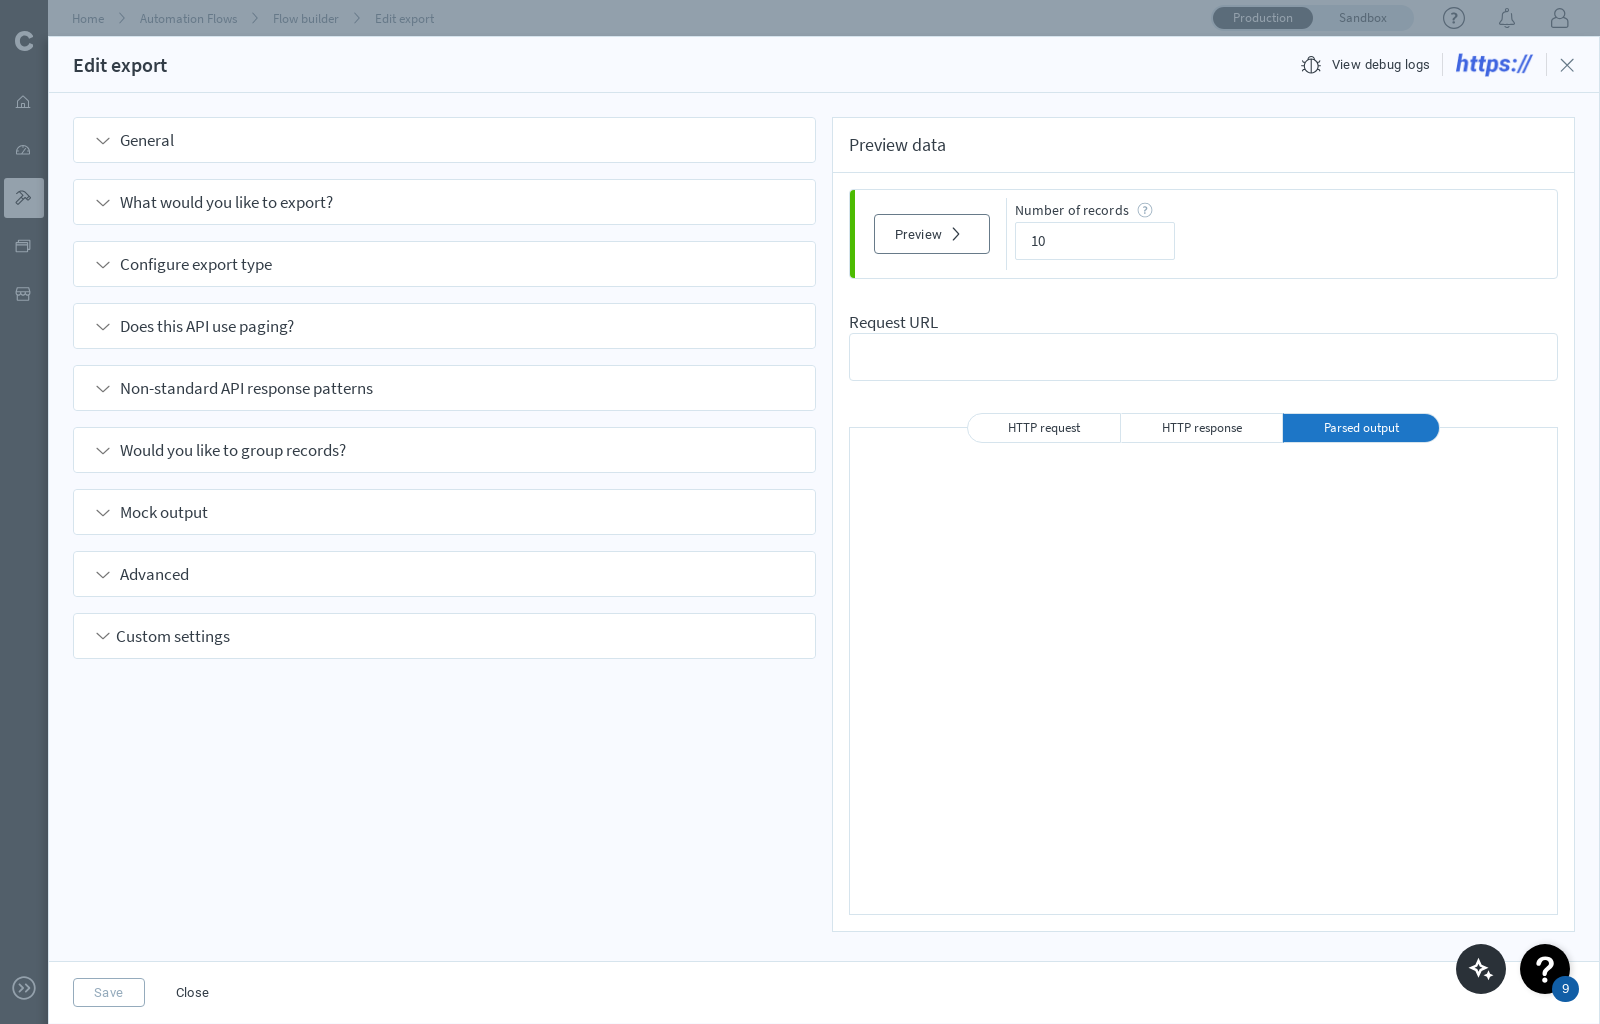 Home
Automation Flows
Flow builder
Edit export
Production
Sandbox
Edit export
View debug logs
https://
General
What would you like to export?
Configure export type
Does this API use paging?
Non-standard API response patterns
Would you like to group records?
Mock output
Advanced
Custom settings
Preview data
Preview
Number of records
10
Request URL
HTTP request
HTTP response
Parsed output
Save
Close
9